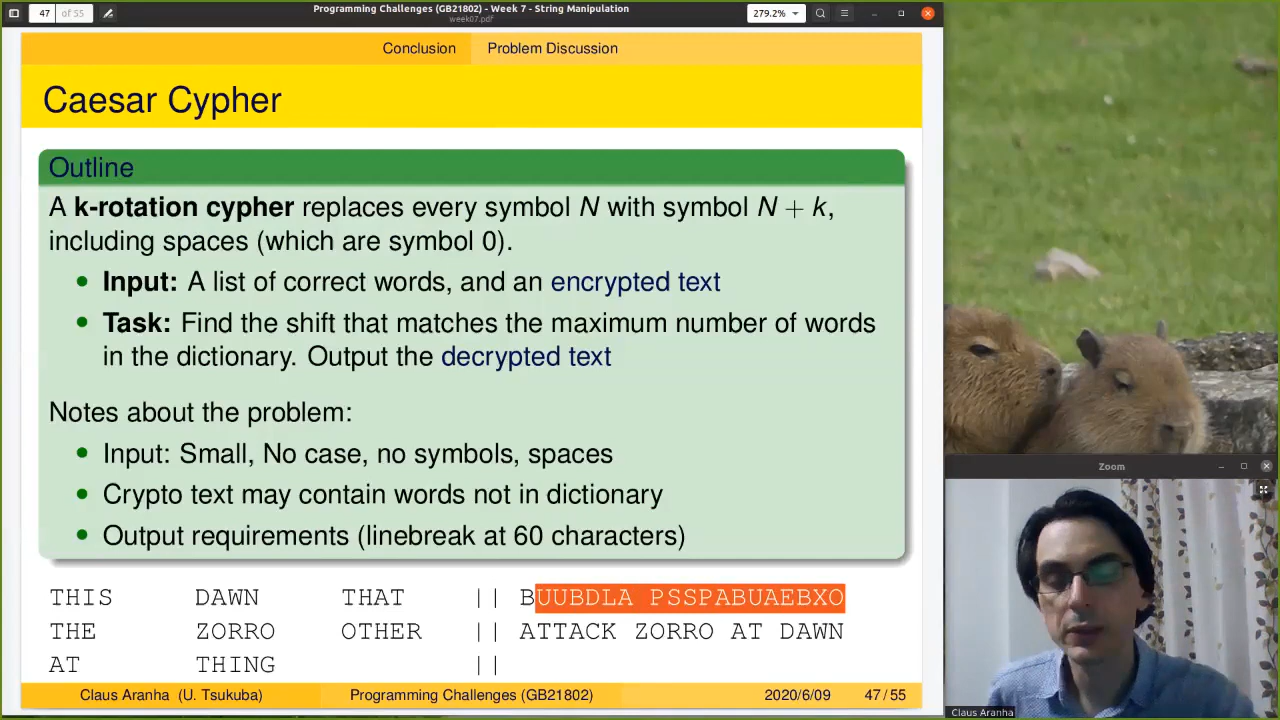 47 of 55
Programming Challenges (GB21802) - Week 7 - String Manipulation
week07.pdf
279.2%
Conclusion Problem Discussion
Caesar Cypher
Outline
A k-rotation cypher replaces every symbol N with symbol N + k,
including spaces (which are symbol 0).
• Input: A list of correct words, and an encrypted text
• Task: Find the shift that matches the maximum number of words
in the dictionary. Output the decrypted text
Notes about the problem:
• Input: Small, No case, no symbols, spaces
• Crypto text may contain words not in dictionary
• Output requirements (linebreak at 60 characters)
THIS DAWN THAT || BUUBDLA PSSPABUAEBXO
THE ZORRO OTHER || ATTACK ZORRO AT DAWN
AT THING ||
Claus Aranha (U. Tsukuba) Programming Challenges (GB21802) 2020/6/09 47 / 55
Zoom
Claus Aranha